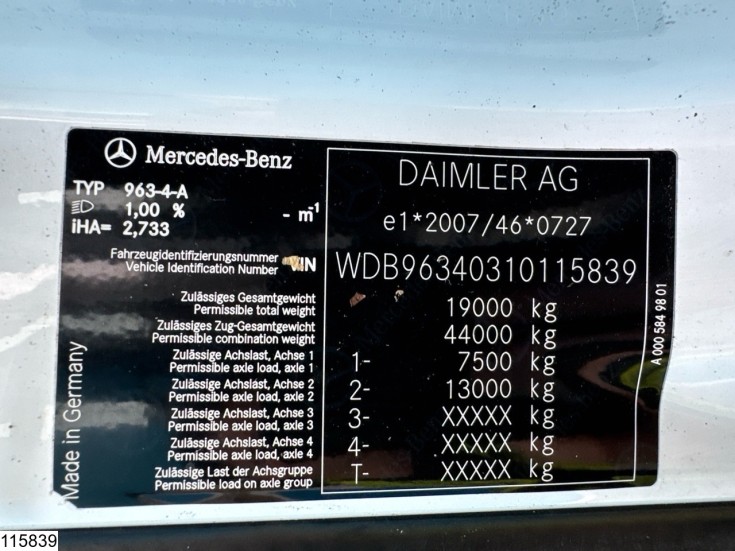 Mercedes-Benz
TYP 963-4-A
1,00 % - m⁻¹
iHA= 2,733
Fahrzeugidentifizierungsnummer
Vehicle Identification Number VIN
DAIMLER AG
e1*2007/46*0727
WDB96340310115839
Zulässiges Gesamtgewicht
Permissible total weight 19000 kg
Zulässiges Zug-Gesamtgewicht
Permissible combination weight 44000 kg
Zulässige Achslast, Achse 1
Permissible axle load, axle 1 1- 7500 kg
Zulässige Achslast, Achse 2
Permissible axle load, axle 2 2- 13000 kg
Zulässige Achslast, Achse 3
Permissible axle load, axle 3 3- XXXXX kg
Zulässige Achslast, Achse 4
Permissible axle load, axle 4 4- XXXXX kg
Zulässige Last der Achsgruppe
Permissible load on axle group T- XXXXX kg
Made in Germany
A 000 584 98 01
115839